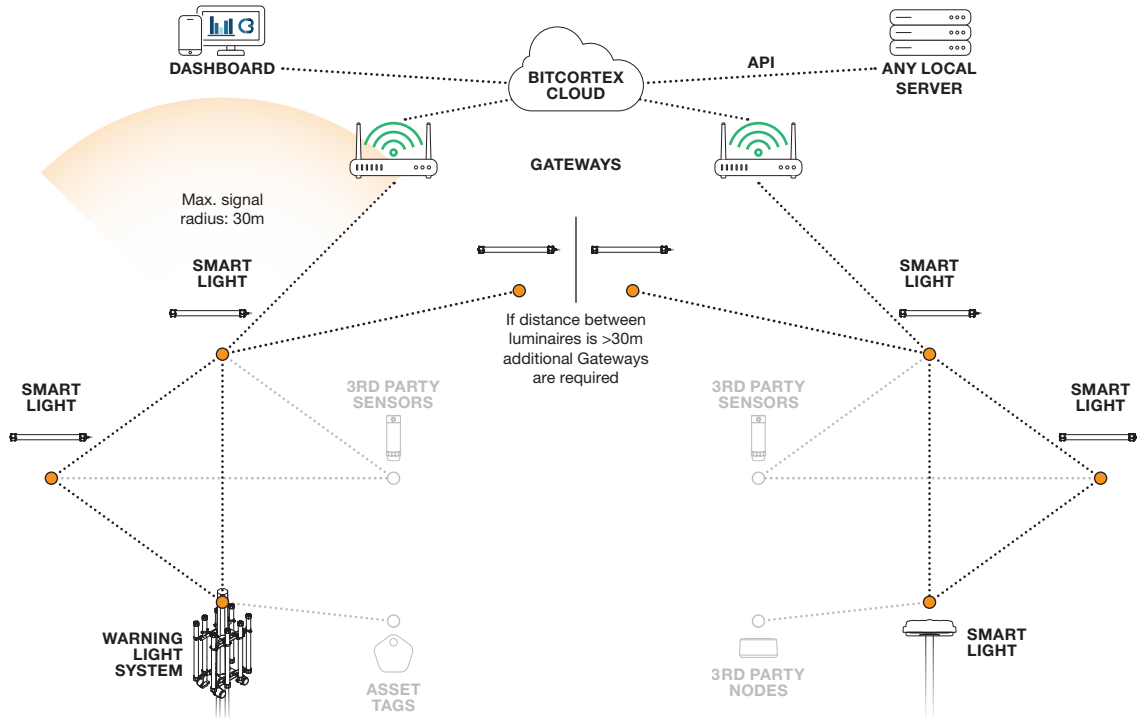 DASHBOARD
BITCORTEX
CLOUD
API
ANY LOCAL
SERVER
GATEWAYS
Max. signal
radius: 30m
SMART
LIGHT
SMART
LIGHT
If distance between
luminaires is >30m
additional Gateways
are required
SMART
LIGHT
3RD PARTY
SENSORS
3RD PARTY
SENSORS
SMART
LIGHT
WARNING
LIGHT
SYSTEM
ASSET
TAGS
3RD PARTY
NODES
SMART
LIGHT